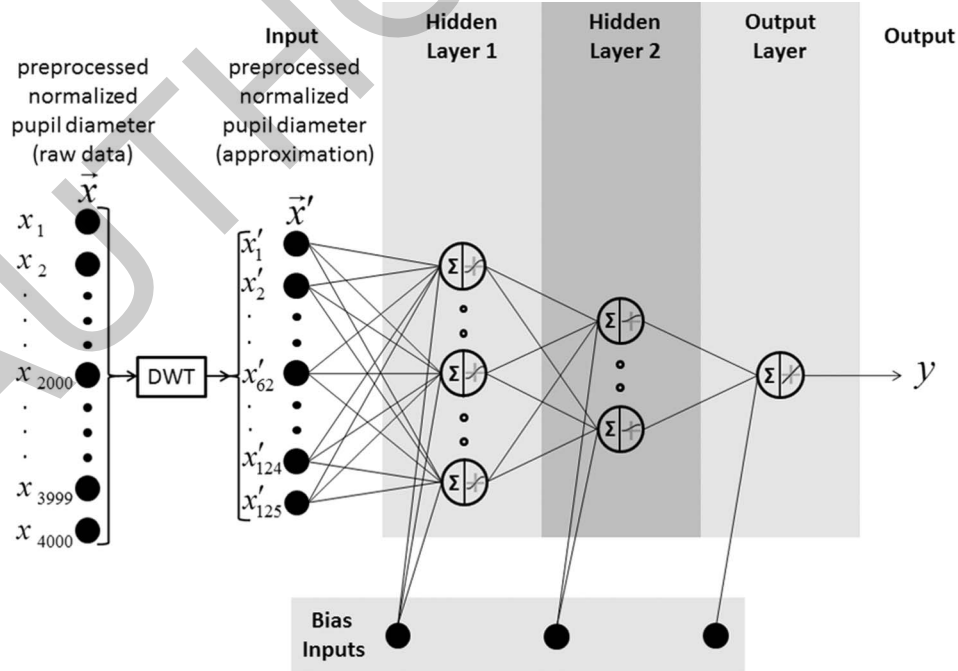 preprocessed
normalized
pupil diameter
(raw data)
Input
preprocessed
normalized
pupil diameter
(approximation)
Hidden
Layer 1
Hidden
Layer 2
Output
Layer
Output
x⃗
x₁
x₂
x₂₀₀₀
x₃₉₉₉
x₄₀₀₀
DWT
x⃗′
x′₁
x′₂
x′₆₂
x′₁₂₄
x′₁₂₅
Σ
Σ
Σ
Σ
Σ
Σ
y
Bias
Inputs
AUTHO